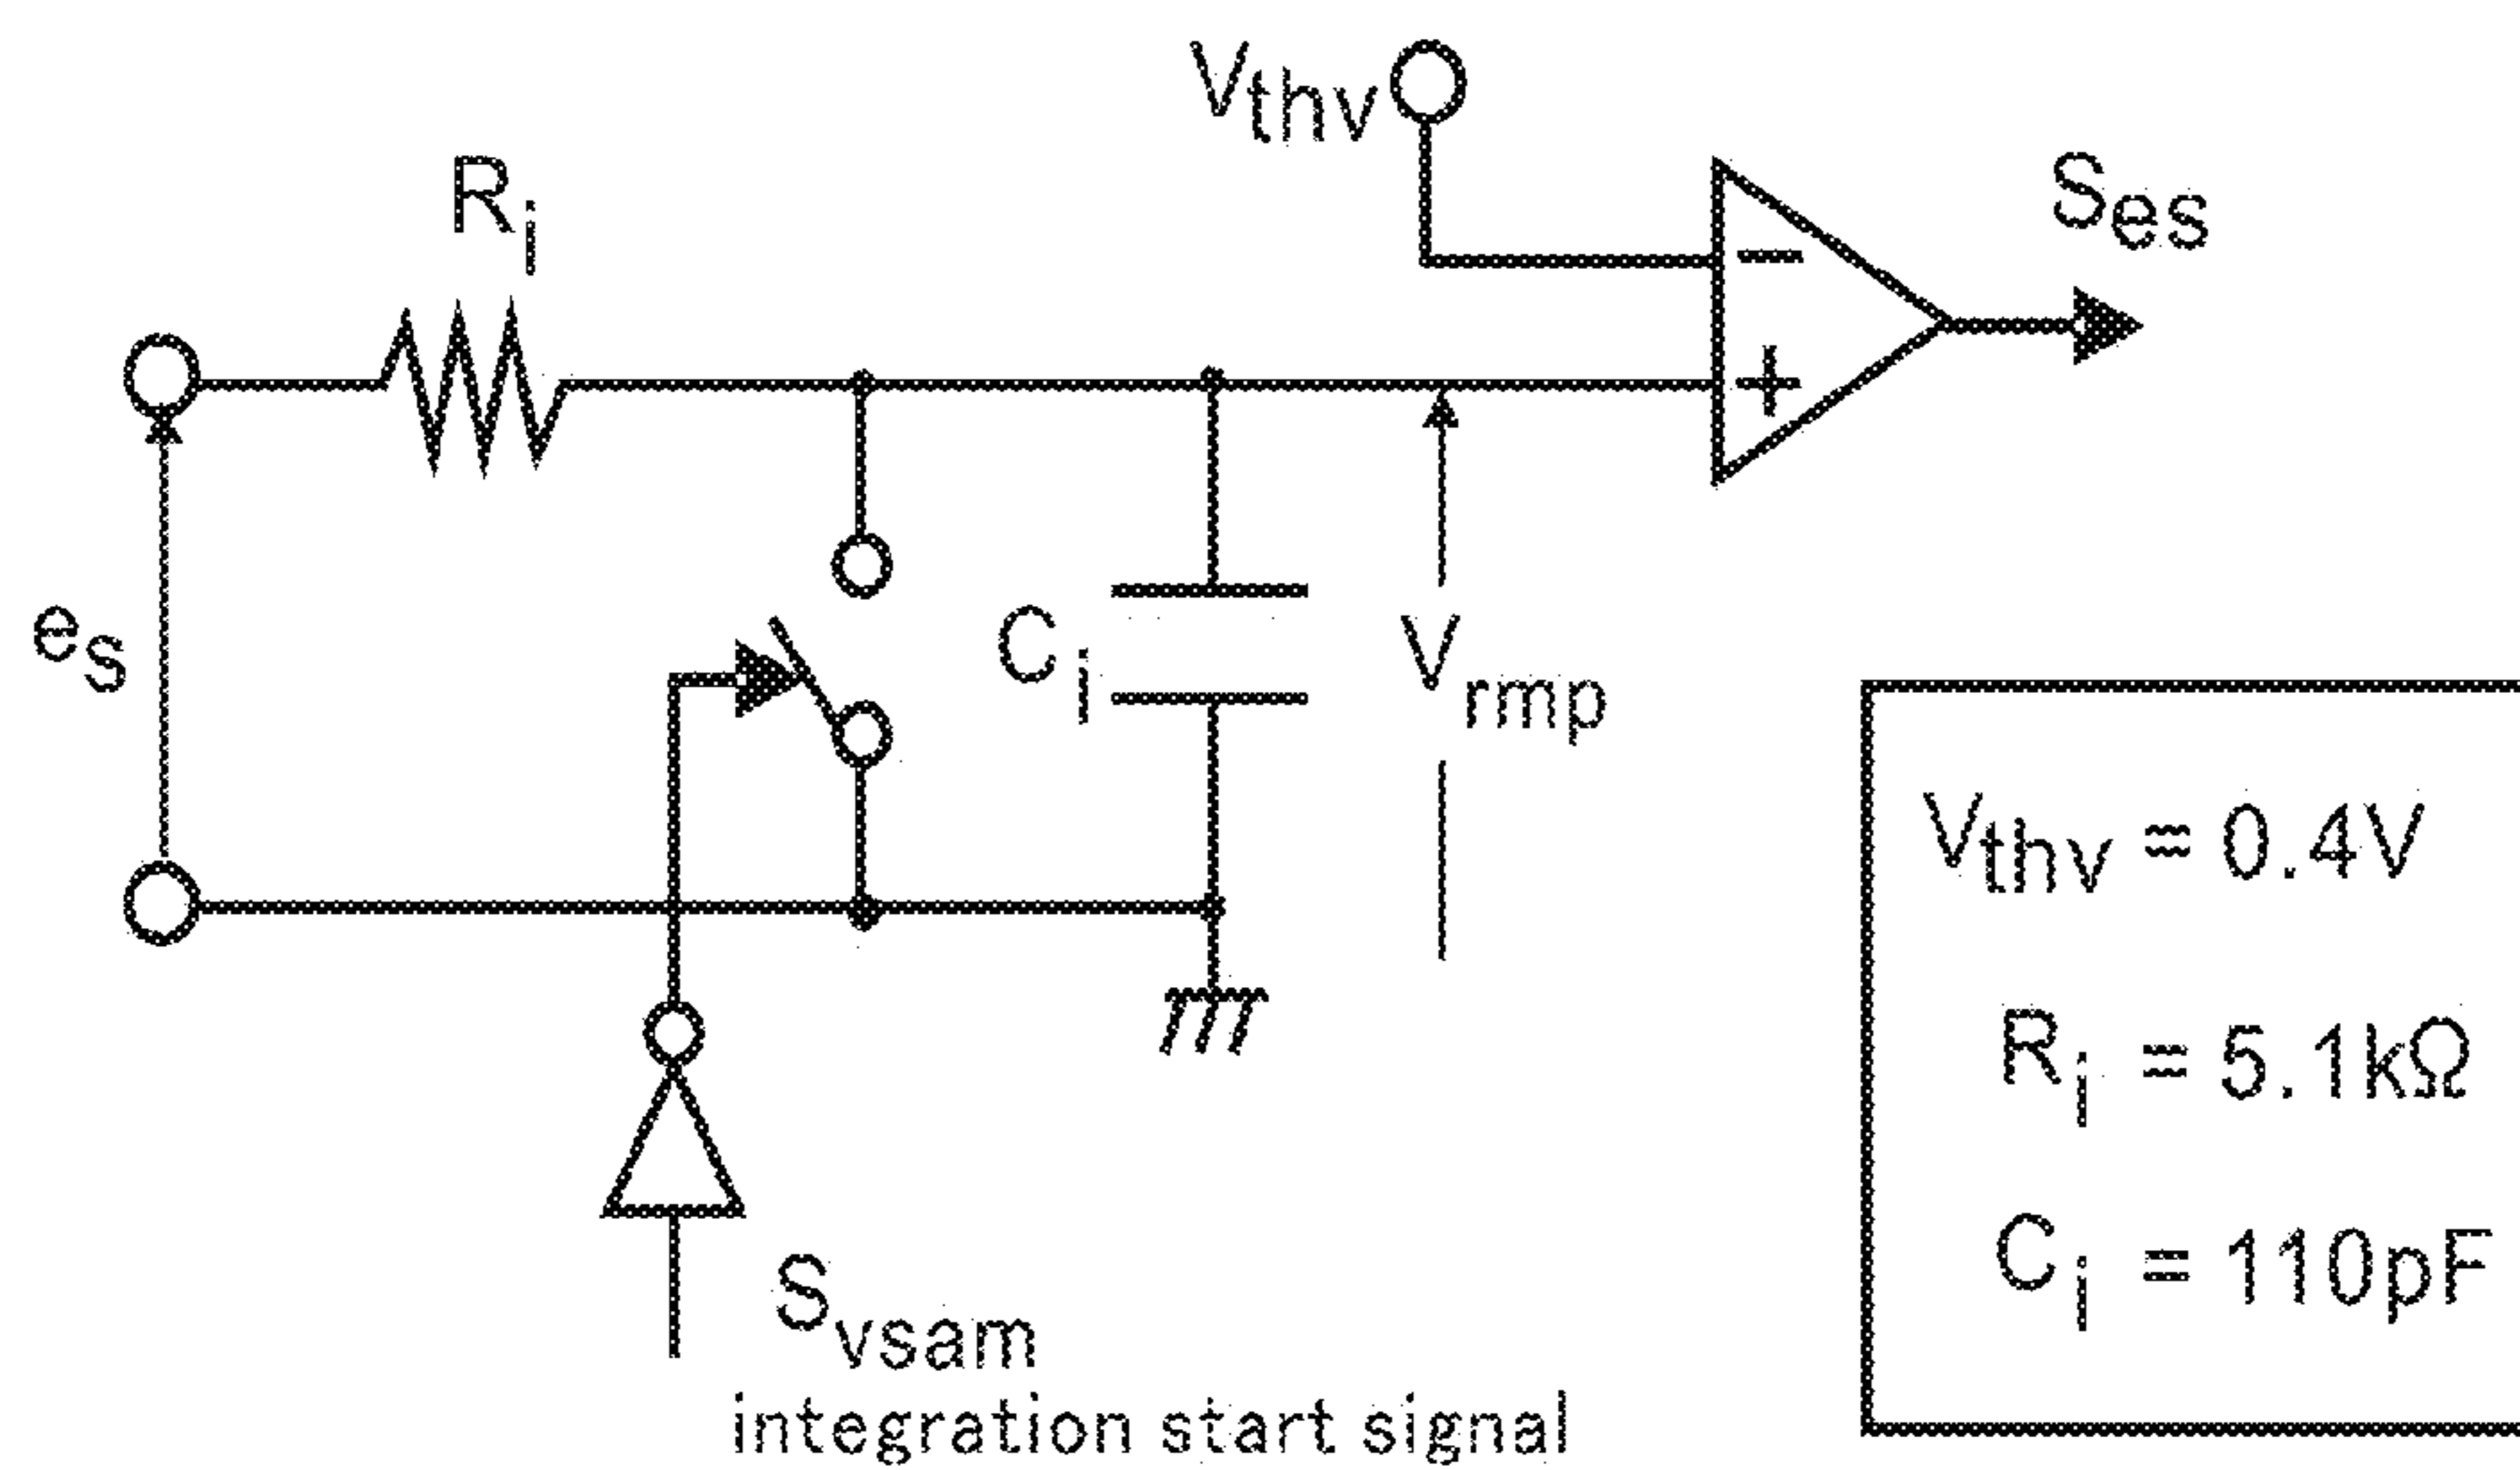 Vthv
Ses
Ri
−
+
es
Ci
Vrmp
Svsam
integration start signal
Vthv = 0.4V
Ri = 5.1kΩ
Ci = 110pF